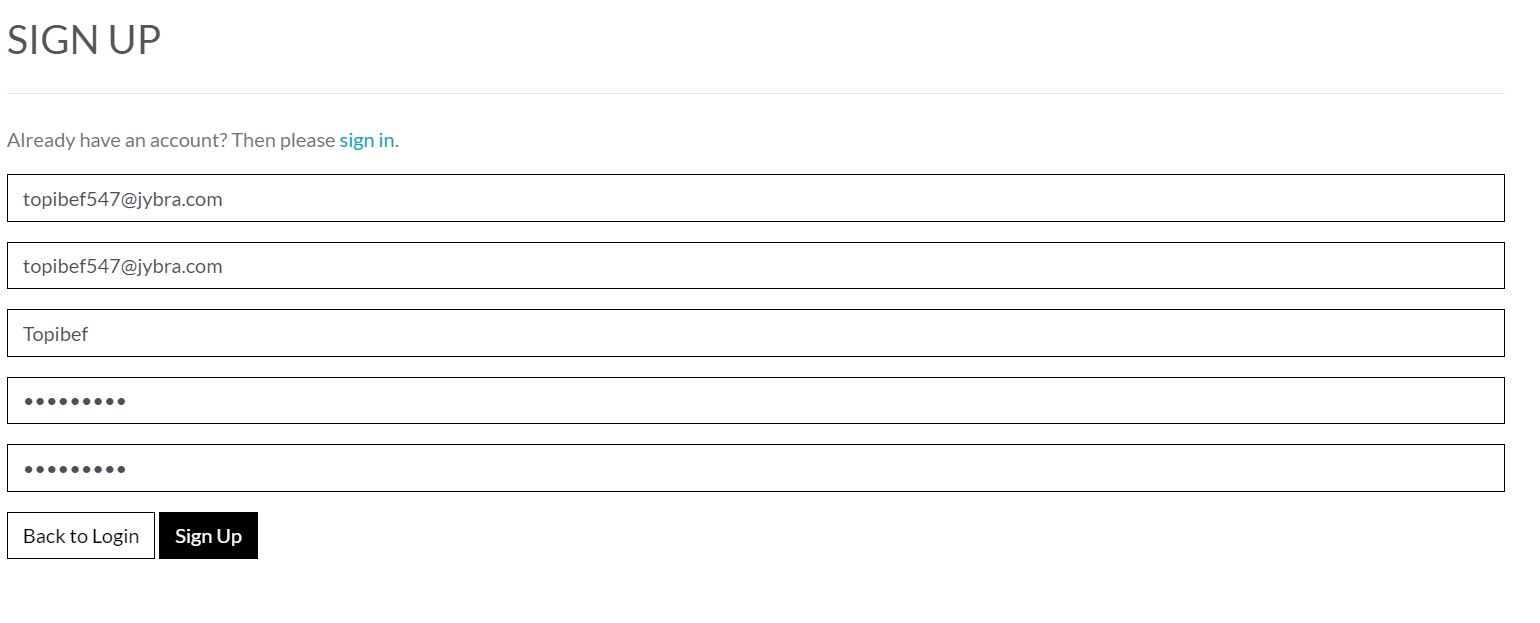 SIGN UP
Already have an account? Then please sign in.
topibef547@jybra.com
topibef547@jybra.com
Topibef
•••••••••
•••••••••
Back to Login Sign Up